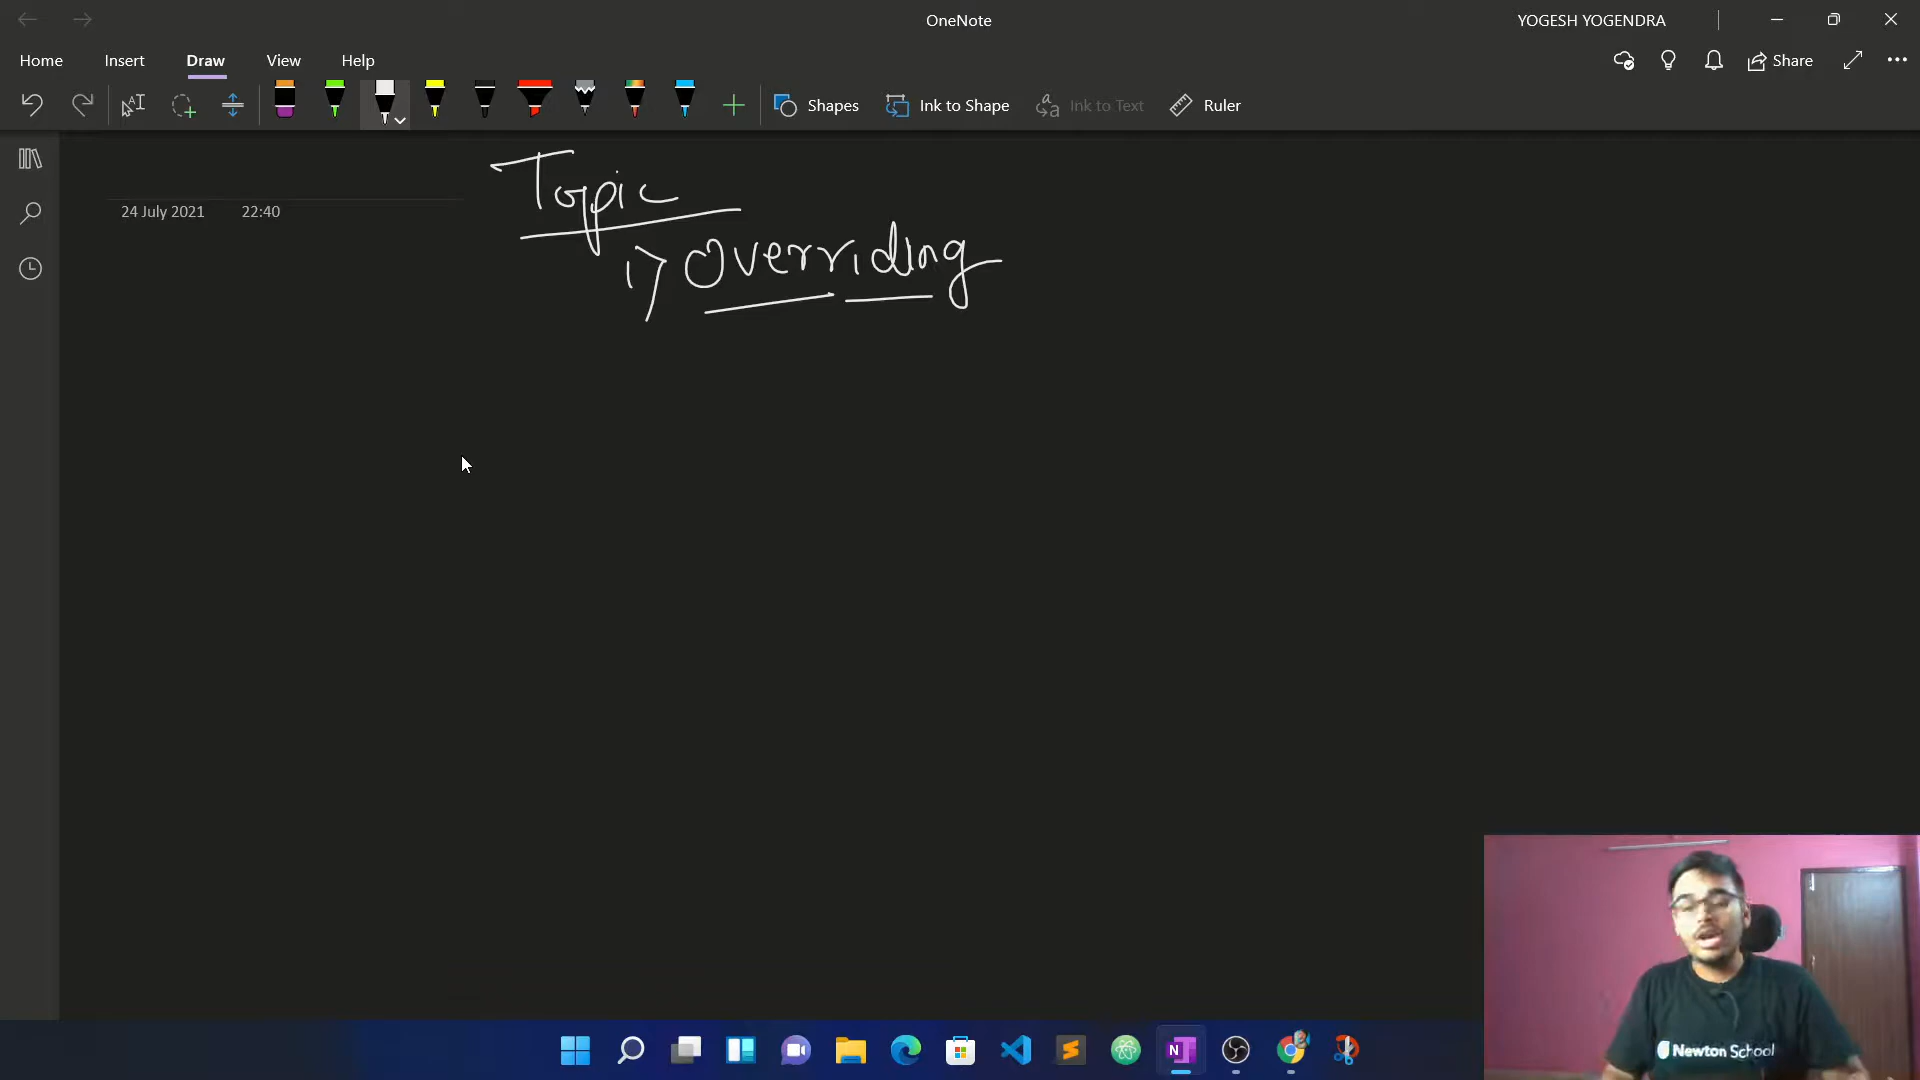 OneNote
YOGESH YOGENDRA
Home Insert Draw View Help
Share
Shapes Ink to Shape Ink to Text Ruler
24 July 2021 22:40
Topic
1) Overriding
Newton School